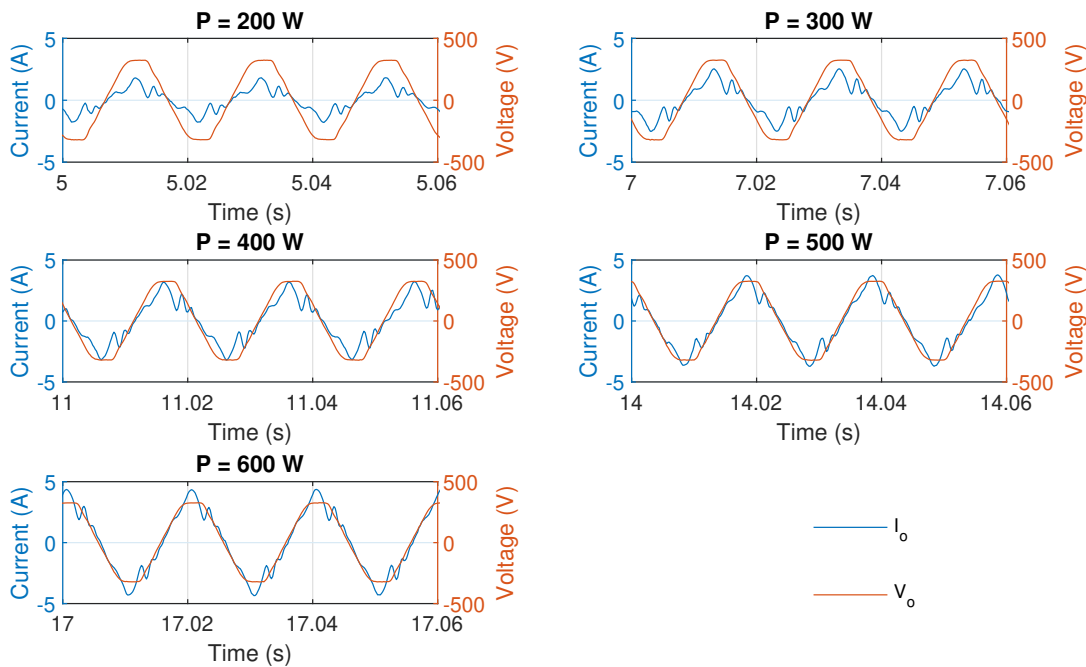 P = 200 W
Current (A)
5
0
-5
500
0
-500
Voltage (V)
5
5.02
5.04
5.06
Time (s)
P = 300 W
Current (A)
5
0
-5
500
0
-500
Voltage (V)
7
7.02
7.04
7.06
Time (s)
P = 400 W
Current (A)
5
0
-5
500
0
-500
Voltage (V)
11
11.02
11.04
11.06
Time (s)
P = 500 W
Current (A)
5
0
-5
500
0
-500
Voltage (V)
14
14.02
14.04
14.06
Time (s)
P = 600 W
Current (A)
5
0
-5
500
0
-500
Voltage (V)
17
17.02
17.04
17.06
Time (s)
I_o
V_o